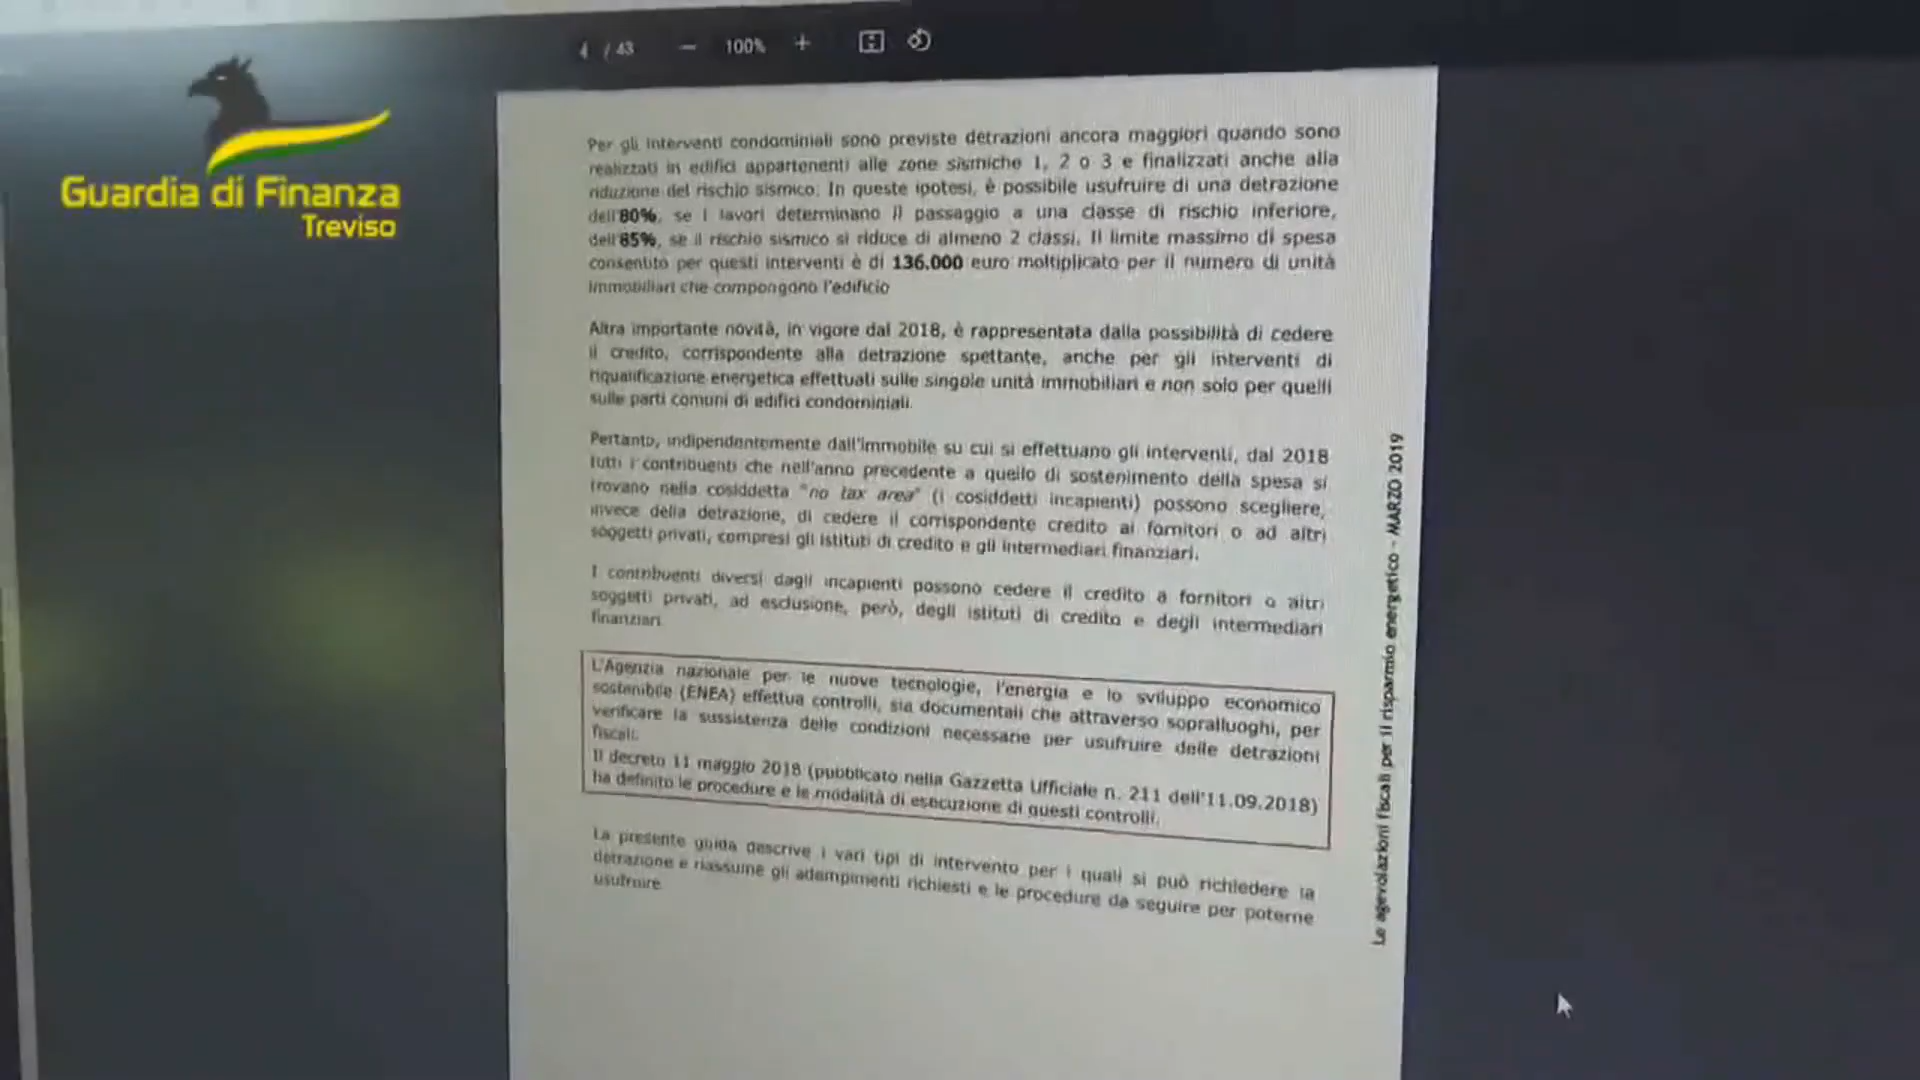 4 / 43
100%
Guardia di Finanza
Treviso
Per gli interventi condominiali sono previste detrazioni ancora maggiori quando sono
realizzati in edifici appartenenti alle zone sismiche 1, 2 o 3 e finalizzati anche alla
riduzione del rischio sismico. In queste ipotesi, è possibile usufruire di una detrazione
dell'80%, se i lavori determinano il passaggio a una classe di rischio inferiore,
dell'85%, se il rischio sismico si riduce di almeno 2 classi. Il limite massimo di spesa
consentito per questi interventi è di 136.000 euro moltiplicato per il numero di unità
immobiliari che compongono l'edificio
Altra importante novità, in vigore dal 2018, è rappresentata dalla possibilità di cedere
il credito, corrispondente alla detrazione spettante, anche per gli interventi di
riqualificazione energetica effettuati sulle singole unità immobiliari e non solo per quelli
sulle parti comuni di edifici condominiali.
Pertanto, indipendentemente dall'immobile su cui si effettuano gli interventi, dal 2018
tutti i contribuenti che nell'anno precedente a quello di sostenimento della spesa si
trovano nella cosiddetta "no tax area" (i cosiddetti incapienti) possono scegliere,
invece della detrazione, di cedere il corrispondente credito ai fornitori o ad altri
soggetti privati, compresi gli istituti di credito e gli intermediari finanziari.
I contribuenti diversi dagli incapienti possono cedere il credito a fornitori o altri
soggetti privati, ad esclusione, però, degli istituti di credito e degli intermediari
finanziari.
L'Agenzia nazionale per le nuove tecnologie, l'energia e lo sviluppo economico
sostenibile (ENEA) effettua controlli, sia documentali che attraverso sopralluoghi, per
verificare la sussistenza delle condizioni necessarie per usufruire delle detrazioni
fiscali.
Il decreto 11 maggio 2018 (pubblicato nella Gazzetta Ufficiale n. 211 dell'11.09.2018)
ha definito le procedure e le modalità di esecuzione di questi controlli.
La presente guida descrive i vari tipi di intervento per i quali si può richiedere la
detrazione e riassume gli adempimenti richiesti e le procedure da seguire per poterne
usufruire
Le agevolazioni fiscali per il risparmio energetico - MARZO 2019